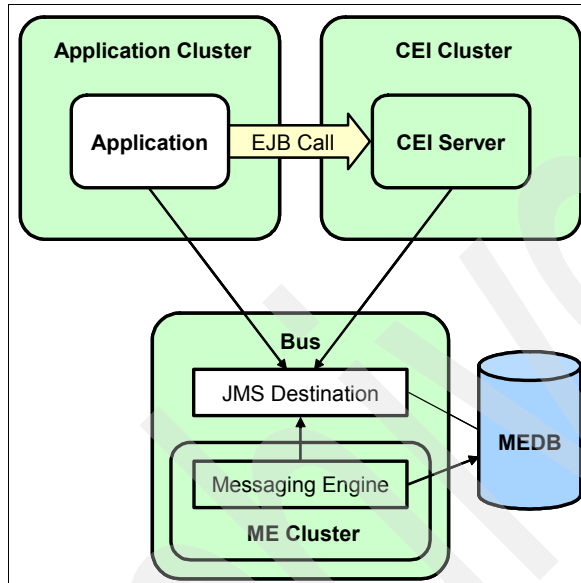 Application Cluster
CEI Cluster
Application
EJB Call
CEI Server
Bus
JMS Destination
MEDB
Messaging Engine
ME Cluster